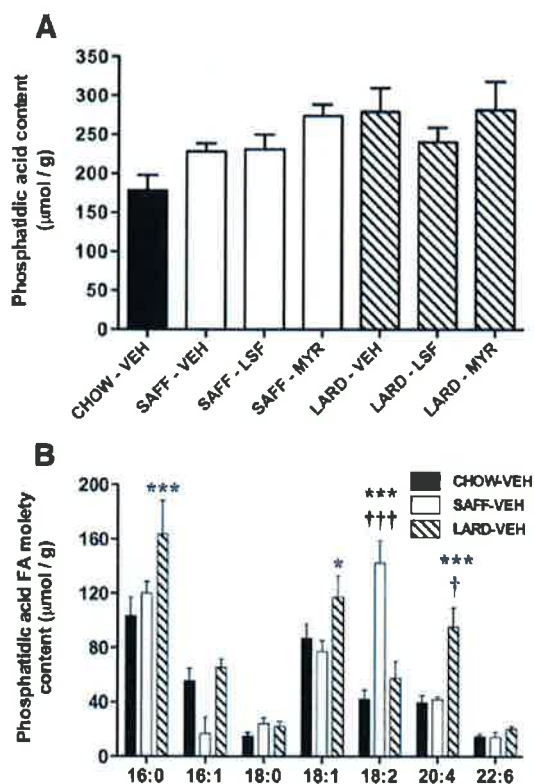 A
Phosphatidic acid content
(μmol / g)
350
300
250
200
150
100
50
0
CHOW - VEH
SAFF - VEH
SAFF - LSF
SAFF - MYR
LARD - VEH
LARD - LSF
LARD - MYR
B
Phosphatidic acid FA moiety
content (μmol / g)
200
160
120
80
40
0
***
*
***
†††
***
†
CHOW-VEH
SAFF-VEH
LARD-VEH
16:0 16:1 18:0 18:1 18:2 20:4 22:6